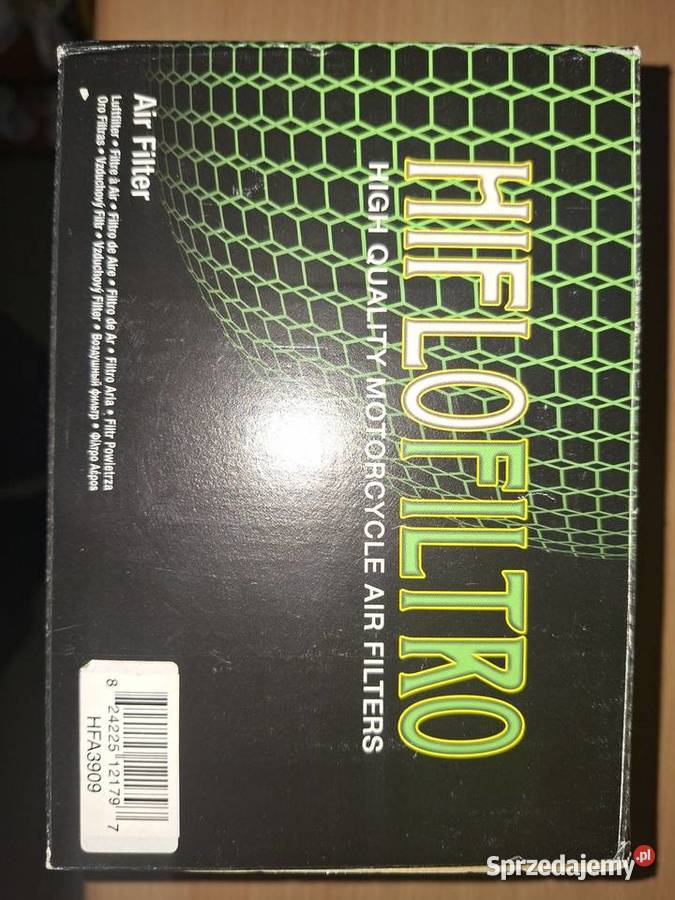 HIFLOFILTRO
HIGH QUALITY MOTORCYCLE AIR FILTERS
Air Filter
Luftfilter • Filtre à Air • Filtro de Aire • Filtro de Ar • Filtro Aria • Filtr Powietrza
Oro Filtras • Vzduchový Filtr • Vzduchový Filter • Воздушный фильтр • Φίλτρο Αέρος
8 24225 12179 7
HFA3909
Sprzedajemy.pl